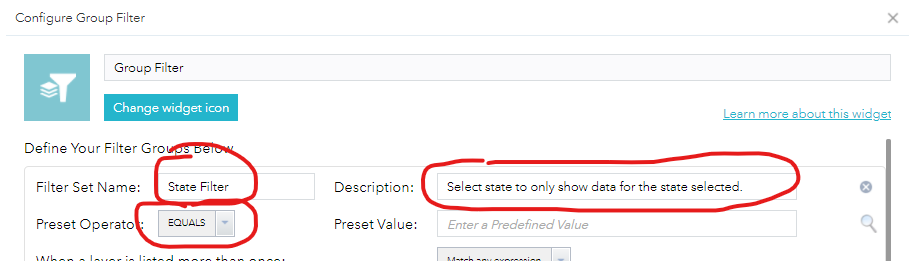 Configure Group Filter
Group Filter
Change widget icon
Learn more about this widget
Define Your Filter Groups Below
Filter Set Name: State Filter Description: Select state to only show data for the state selected.
Preset Operator: EQUALS Preset Value: Enter a Predefined Value
When a layer is listed more than once: Match any expression